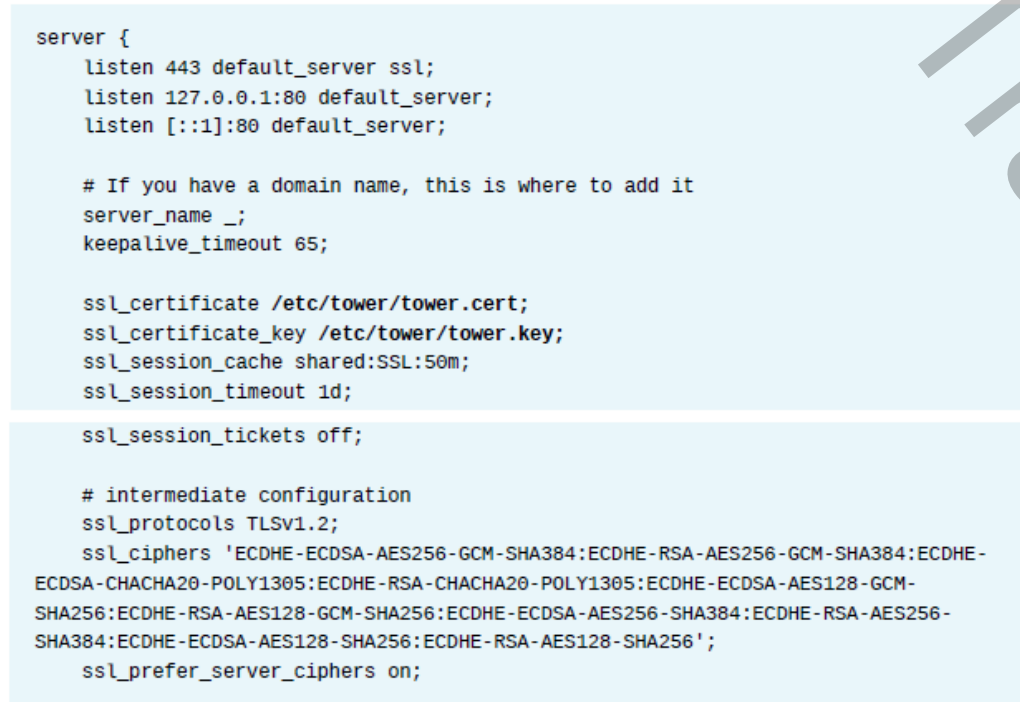 server {
listen 443 default_server ssl;
listen 127.0.0.1:80 default_server;
listen [::1]:80 default_server;
# If you have a domain name, this is where to add it
server_name _;
keepalive_timeout 65;
ssl_certificate /etc/tower/tower.cert;
ssl_certificate_key /etc/tower/tower.key;
ssl_session_cache shared:SSL:50m;
ssl_session_timeout 1d;
ssl_session_tickets off;
# intermediate configuration
ssl_protocols TLSv1.2;
ssl_ciphers 'ECDHE-ECDSA-AES256-GCM-SHA384:ECDHE-RSA-AES256-GCM-SHA384:ECDHE-
ECDSA-CHACHA20-POLY1305:ECDHE-RSA-CHACHA20-POLY1305:ECDHE-ECDSA-AES128-GCM-
SHA256:ECDHE-RSA-AES128-GCM-SHA256:ECDHE-ECDSA-AES256-SHA384:ECDHE-RSA-AES256-
SHA384:ECDHE-ECDSA-AES128-SHA256:ECDHE-RSA-AES128-SHA256';
ssl_prefer_server_ciphers on;